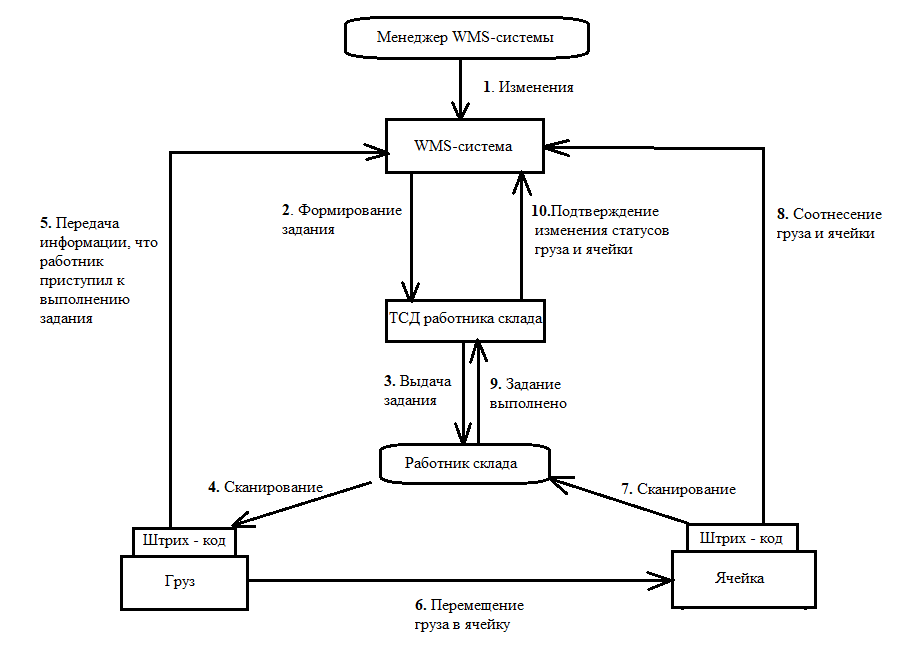 Менеджер WMS-системы
1. Изменения
WMS-система
5. Передача
информации, что
работник
приступил к
выполнению
задания
2. Формирование
задания
10.Подтверждение
изменения статусов
груза и ячейки
8. Соотнесение
груза и ячейки
ТСД работника склада
3. Выдача
задания
9. Задание
выполнено
Работник склада
4. Сканирование
7. Сканирование
Штрих - код
Груз
Штрих - код
Ячейка
6. Перемещение
груза в ячейку